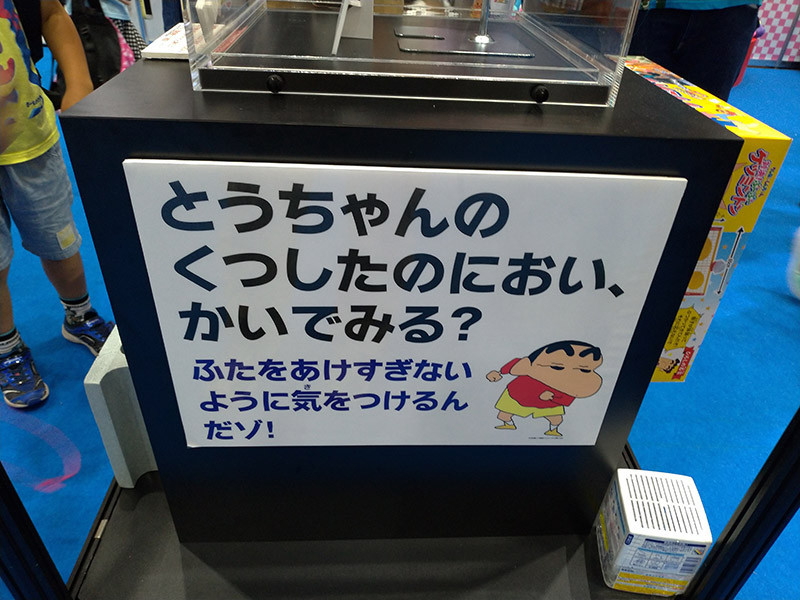 とうちゃんの
くつしたのにおい、
かいでみる?
ふたをあけすぎない
ように気をつけるん
だゾ!